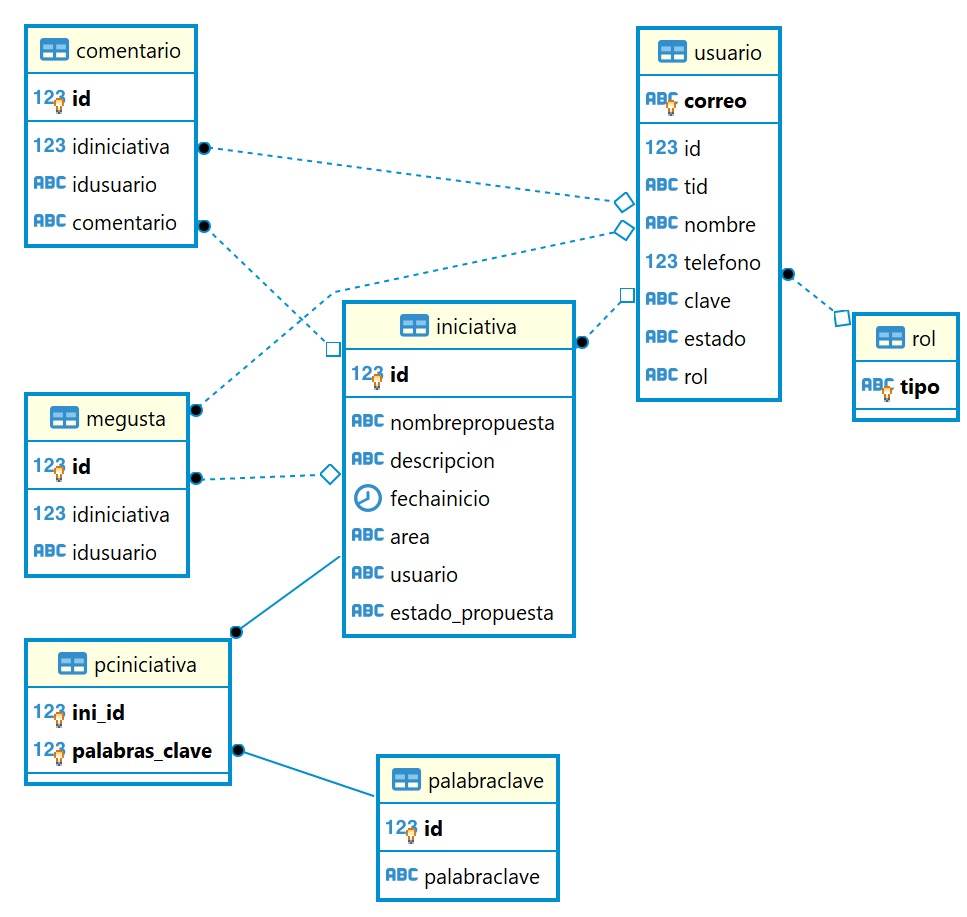 comentario
123 id
123 idiniciativa
ABC idusuario
ABC comentario
usuario
ABC correo
123 id
ABC tid
ABC nombre
123 telefono
ABC clave
ABC estado
ABC rol
iniciativa
123 id
ABC nombrepropuesta
ABC descripcion
fechainicio
ABC area
ABC usuario
ABC estado_propuesta
rol
ABC tipo
megusta
123 id
123 idiniciativa
ABC idusuario
pciniciativa
123 ini_id
123 palabras_clave
palabraclave
123 id
ABC palabraclave